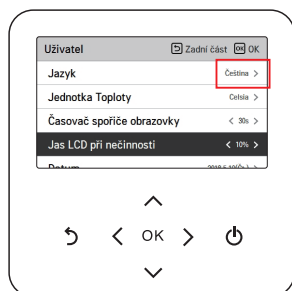 Uživatel Zadní část OK OK
Jazyk Čeština >
Jednotka Toploty Celsia >
Časovač spořiče obrazovky < 30s >
Jas LCD při nečinnosti < 10% >
Datum
OK